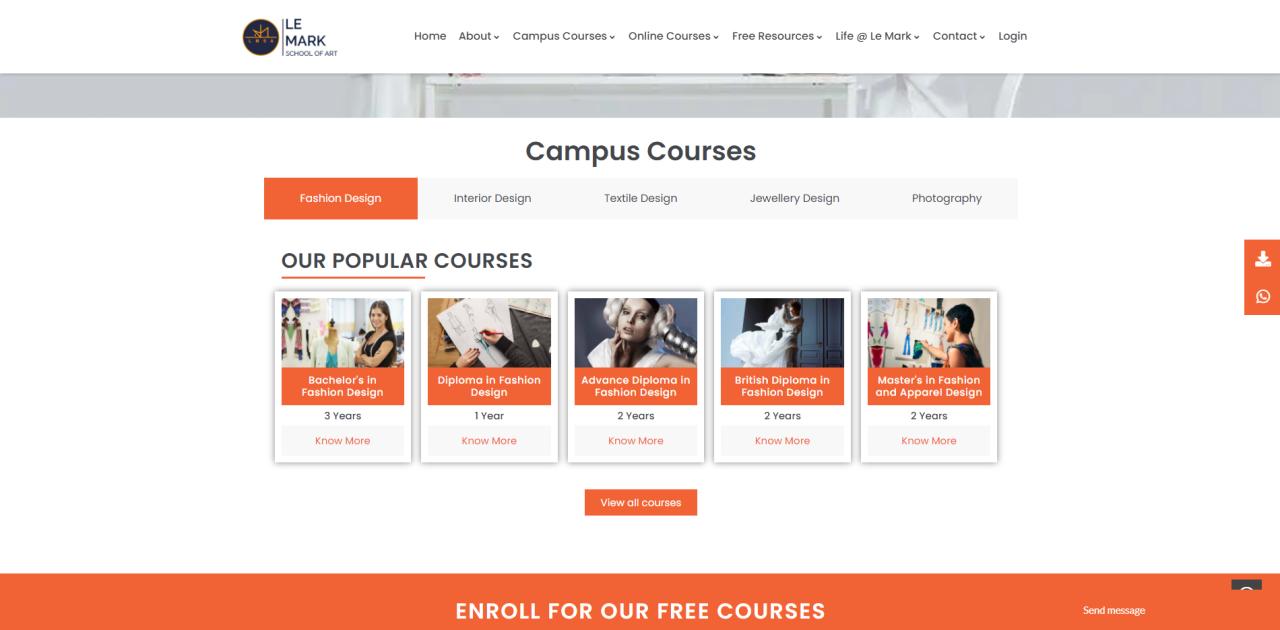 LE
MARK
SCHOOL OF ART
Home About Campus Courses Online Courses Free Resources Life @ Le Mark Contact Login
Campus Courses
Fashion Design Interior Design Textile Design Jewellery Design Photography
OUR POPULAR COURSES
Bachelor's in
Fashion Design
3 Years
Know More
Diploma in Fashion
Design
1 Year
Know More
Advance Diploma in
Fashion Design
2 Years
Know More
British Diploma in
Fashion Design
2 Years
Know More
Master's in Fashion
and Apparel Design
2 Years
Know More
View all courses
ENROLL FOR OUR FREE COURSES
Send message